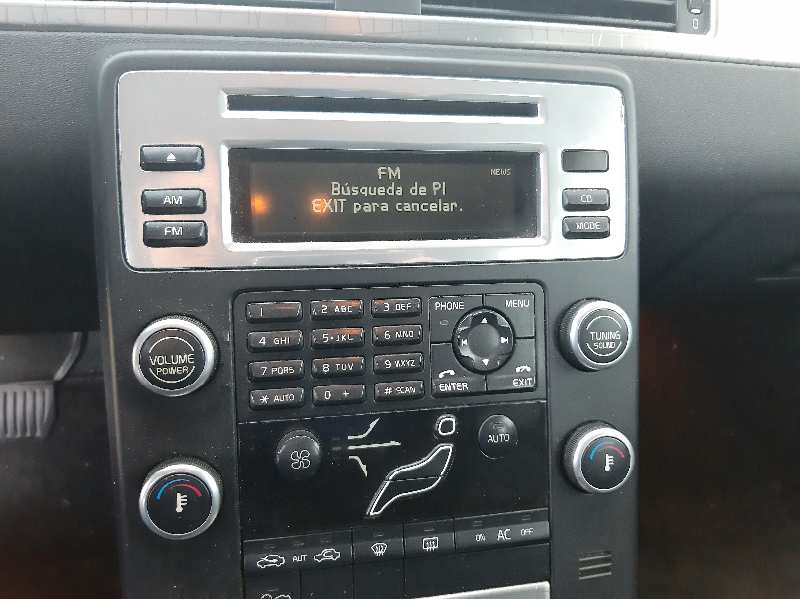 FM
NEWS
Búsqueda de PI
EXIT para cancelar.
AM
FM
CD
MODE
1
2 ABC
3 DEF
4 GHI
5 · JKL
6 MNO
7 PQRS
8 TUV
9 WXYZ
* AUTO
0 +
# SCAN
PHONE
MENU
ENTER
EXIT
VOLUME
POWER
TUNING
SOUND
AUTO
AUT
ON AC OFF